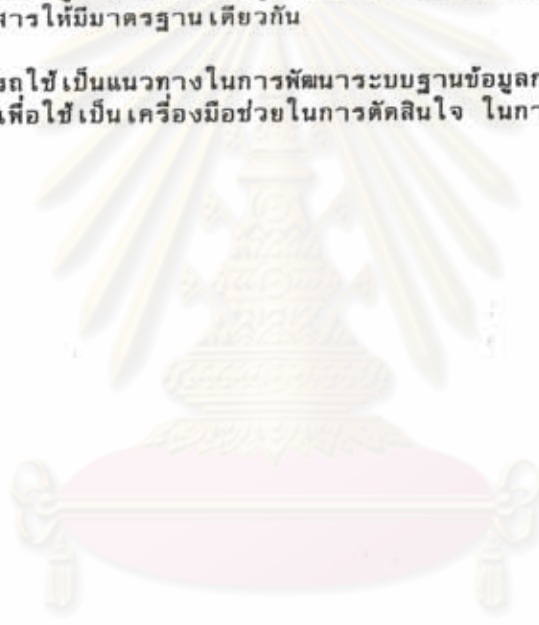 สารให้มีมาตรฐานเดียวกัน
รถใช้เป็นแนวทางในการพัฒนาระบบฐานข้อมูลก
เพื่อใช้เป็นเครื่องมือช่วยในการตัดสินใจ ในกา